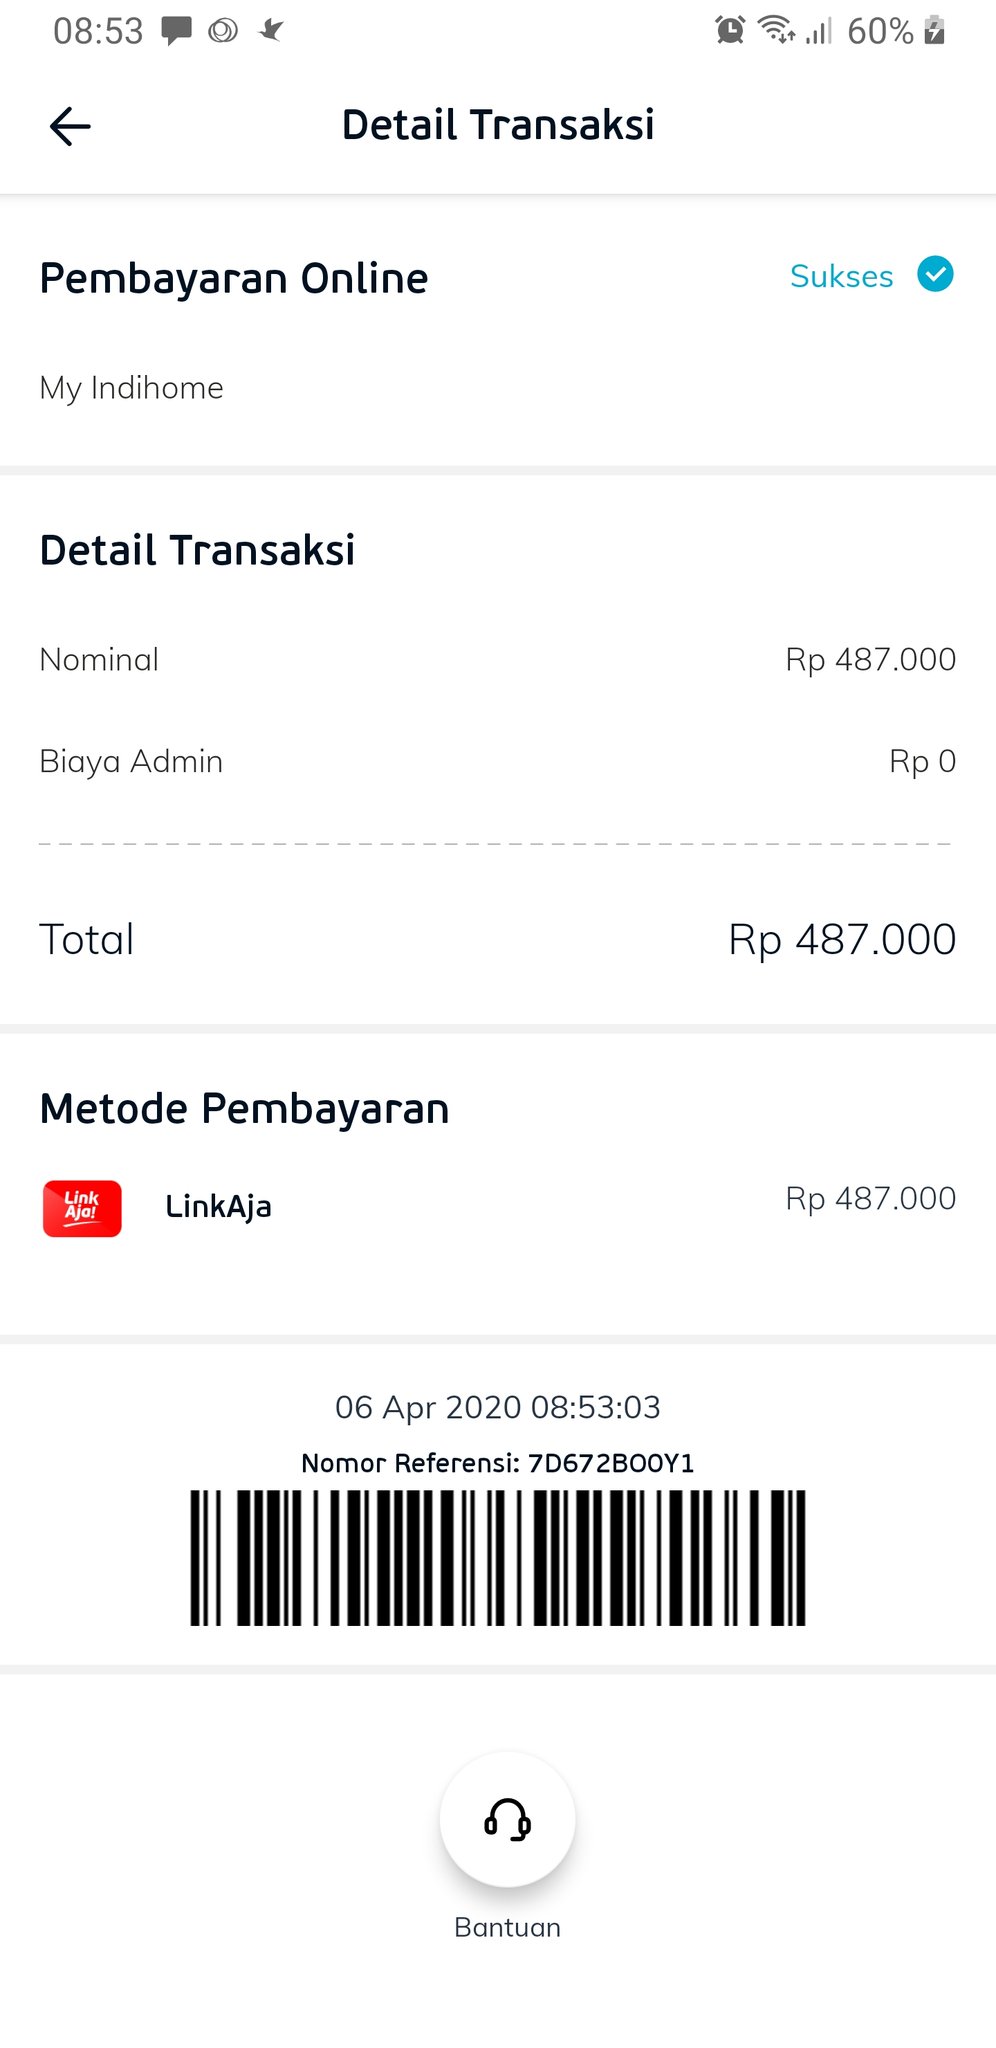 08:53 60%
Detail Transaksi
Pembayaran Online Sukses
My Indihome
Detail Transaksi
Nominal Rp 487.000
Biaya Admin Rp 0
Total Rp 487.000
Metode Pembayaran
Link
Aja!
LinkAja Rp 487.000
06 Apr 2020 08:53:03
Nomor Referensi: 7D672BO0Y1
Bantuan